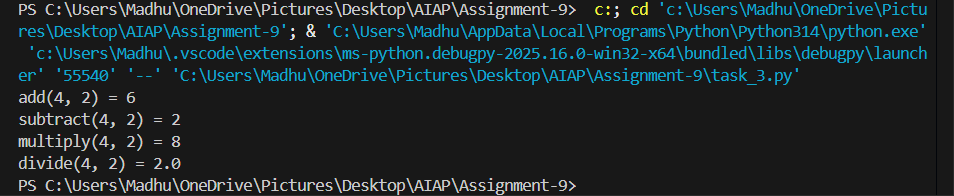 PS C:\Users\Madhu\OneDrive\Pictures\Desktop\AIAP\Assignment-9>  c:; cd 'c:\Users\Madhu\OneDrive\Pictu
res\Desktop\AIAP\Assignment-9'; & 'C:\Users\Madhu\AppData\Local\Programs\Python\Python314\python.exe'
 'c:\Users\Madhu\.vscode\extensions\ms-python.debugpy-2025.16.0-win32-x64\bundled\libs\debugpy\launch
er' '55540' '--' 'C:\Users\Madhu\OneDrive\Pictures\Desktop\AIAP\Assignment-9\task_3.py'
add(4, 2) = 6
subtract(4, 2) = 2
multiply(4, 2) = 8
divide(4, 2) = 2.0
PS C:\Users\Madhu\OneDrive\Pictures\Desktop\AIAP\Assignment-9>